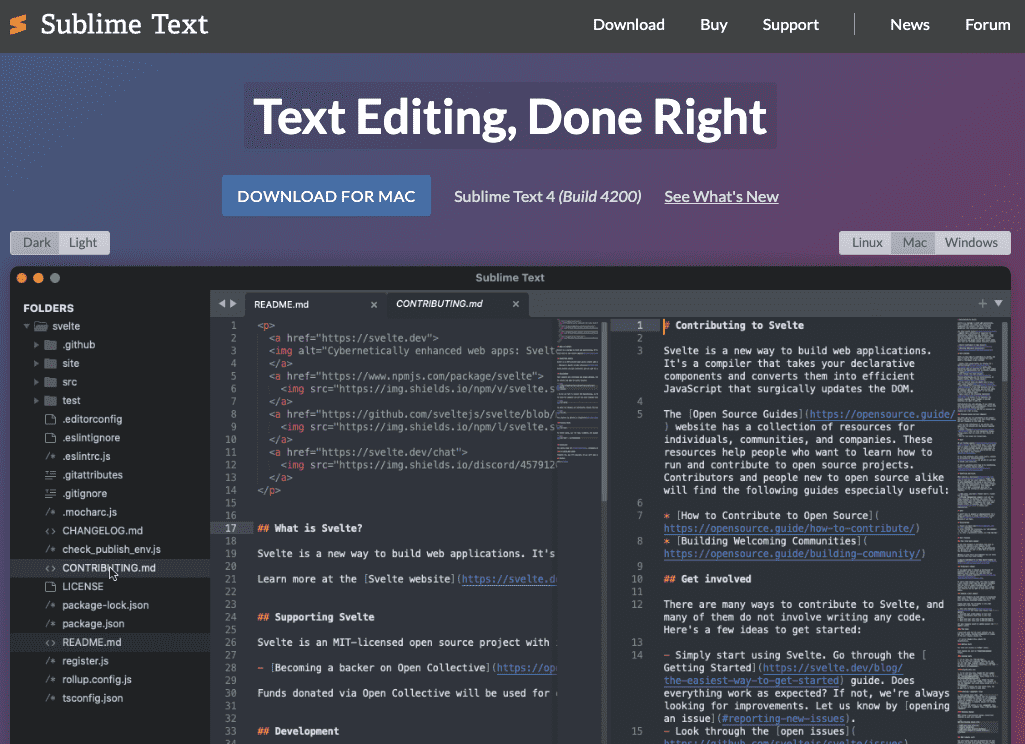 Sublime Text
Download Buy Support News Forum
Text Editing, Done Right
DOWNLOAD FOR MAC Sublime Text 4 (Build 4200) See What's New
Dark Light
Linux Mac Windows
Sublime Text
FOLDERS
svelte
.github
site
src
test
.editorconfig
.eslintignore
.eslintrc.js
.gitattributes
.gitignore
.mocharc.js
CHANGELOG.md
check_publish_env.js
CONTRIBUTING.md
LICENSE
package-lock.json
package.json
README.md
register.js
rollup.config.js
tsconfig.json
README.md CONTRIBUTING.md
1 <p>
2 <a href="https://svelte.dev">
3 <img alt="Cybernetically enhanced web apps: Svelt
4 </a>
5 <a href="https://www.npmjs.com/package/svelte">
6 <img src="https://img.shields.io/npm/v/svelte.s
7 </a>
8 <a href="https://github.com/sveltejs/svelte/blob/
9 <img src="https://img.shields.io/npm/l/svelte.s
10 </a>
11 <a href="https://svelte.dev/chat">
12 <img src="https://img.shields.io/discord/457912
13 </a>
14 </p>
15
16
17 ## What is Svelte?
18
19 Svelte is a new way to build web applications. It's
20
21 Learn more at the [Svelte website](https://svelte.de
22
23
24 ## Supporting Svelte
25
26 Svelte is an MIT-licensed open source project with
27
28 - [Becoming a backer on Open Collective](https://ope
29
30 Funds donated via Open Collective will be used for
31
32
33 ## Development
34
1 # Contributing to Svelte
2
3 Svelte is a new way to build web applications.
It's a compiler that takes your declarative
components and converts them into efficient
JavaScript that surgically updates the DOM.
4
5 The [Open Source Guides](https://opensource.guide/
) website has a collection of resources for
individuals, communities, and companies. These
resources help people who want to learn how to
run and contribute to open source projects.
Contributors and people new to open source alike
will find the following guides especially useful:
6
7 * [How to Contribute to Open Source](
https://opensource.guide/how-to-contribute/)
8 * [Building Welcoming Communities](
https://opensource.guide/building-community/)
9
10 ## Get involved
11
12 There are many ways to contribute to Svelte, and
many of them do not involve writing any code.
Here's a few ideas to get started:
13
14 - Simply start using Svelte. Go through the [
Getting Started](https://svelte.dev/blog/
the-easiest-way-to-get-started) guide. Does
everything work as expected? If not, we're always
looking for improvements. Let us know by [opening
an issue](#reporting-new-issues).
15 - Look through the [open issues](
https://github.com/sveltejs/svelte/issues)